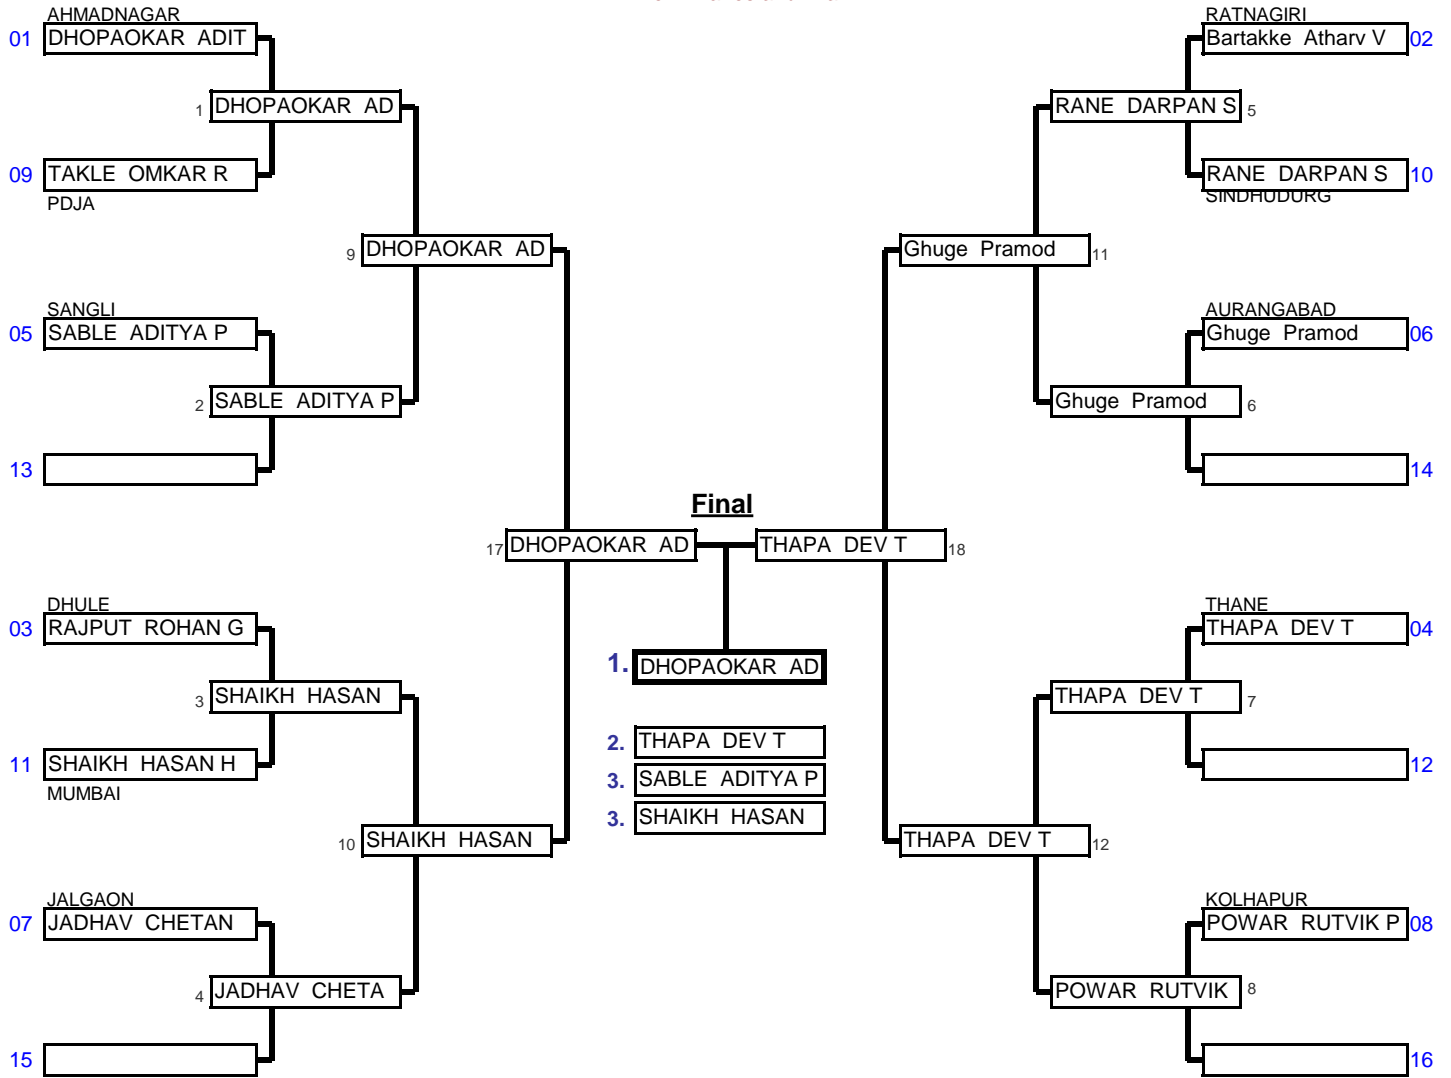 AHMADNAGAR
01 DHOPAOKAR ADIT
1 DHOPAOKAR AD
09 TAKLE OMKAR R
PDJA
9 DHOPAOKAR AD
SANGLI
05 SABLE ADITYA P
2 SABLE ADITYA P
13
17 DHOPAOKAR AD
DHULE
03 RAJPUT ROHAN G
3 SHAIKH HASAN
11 SHAIKH HASAN H
MUMBAI
10 SHAIKH HASAN
JALGAON
07 JADHAV CHETAN
4 JADHAV CHETA
15
Final
1. DHOPAOKAR AD
2. THAPA DEV T
3. SABLE ADITYA P
3. SHAIKH HASAN
RATNAGIRI
Bartakke Atharv V 02
RANE DARPAN S 5
RANE DARPAN S 10
SINDHUDURG
Ghuge Pramod 11
AURANGABAD
Ghuge Pramod 06
Ghuge Pramod 6
14
THAPA DEV T 18
THANE
THAPA DEV T 04
THAPA DEV T 7
12
THAPA DEV T 12
KOLHAPUR
POWAR RUTVIK P 08
POWAR RUTVIK 8
16